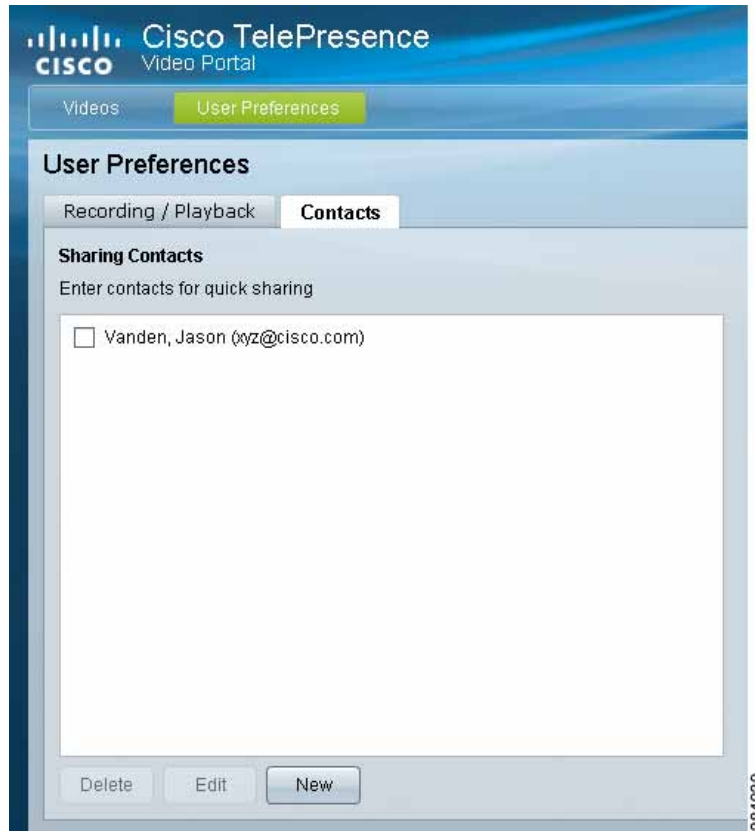 Cisco TelePresence
CISCO Video Portal
Videos User Preferences
User Preferences
Recording / Playback Contacts
Sharing Contacts
Enter contacts for quick sharing
Vanden, Jason (xyz@cisco.com)
Delete Edit New